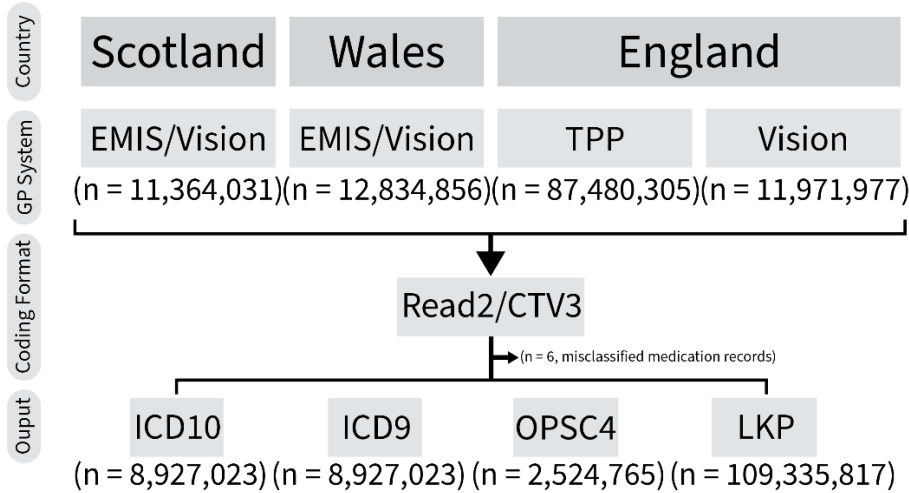 Country
Scotland Wales England
GP System
EMIS/Vision EMIS/Vision TPP Vision
(n = 11,364,031)(n = 12,834,856)(n = 87,480,305)(n = 11,971,977)
Coding Format
Read2/CTV3
(n = 6, misclassified medication records)
Ouput
ICD10 ICD9 OPSC4 LKP
(n = 8,927,023) (n = 8,927,023) (n = 2,524,765) (n = 109,335,817)